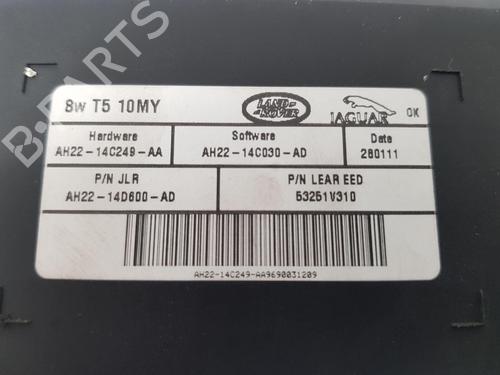 8w T5 10MY
LAND-
ROVER
JAGUAR
OK
Hardware
AH22-14C249-AA
Software
AH22-14C030-AD
Date
280111
P/N JLR
AH22-14D600-AD
P/N LEAR EED
53251V310
AH22-14C249-AA9690031209
B-PARTS